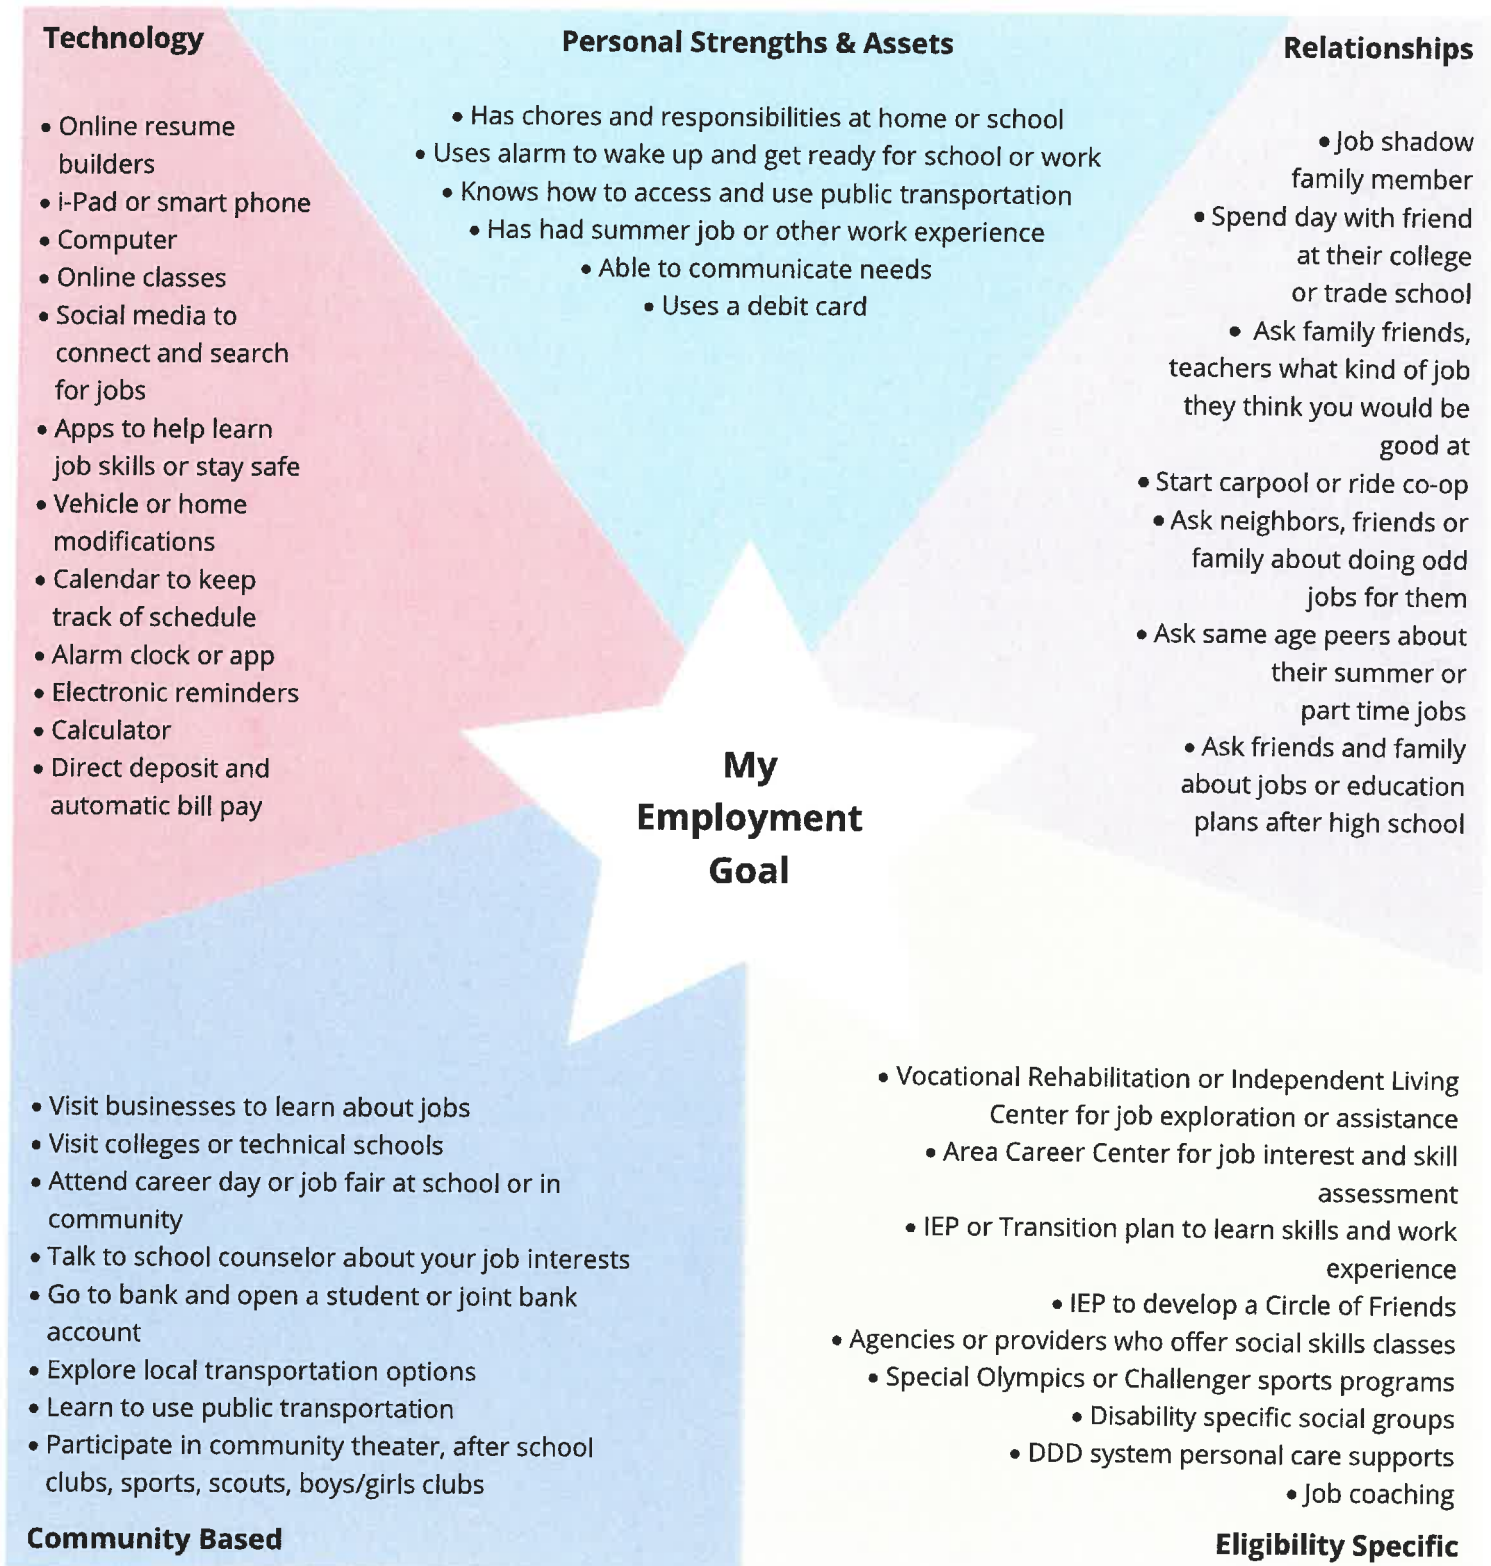 Technology
• Online resume
builders
• i-Pad or smart phone
• Computer
• Online classes
• Social media to
connect and search
for jobs
• Apps to help learn
job skills or stay safe
• Vehicle or home
modifications
• Calendar to keep
track of schedule
• Alarm clock or app
• Electronic reminders
• Calculator
• Direct deposit and
automatic bill pay
Personal Strengths & Assets
• Has chores and responsibilities at home or school
• Uses alarm to wake up and get ready for school or work
• Knows how to access and use public transportation
• Has had summer job or other work experience
• Able to communicate needs
• Uses a debit card
Relationships
• Job shadow
family member
• Spend day with friend
at their college
or trade school
• Ask family friends,
teachers what kind of job
they think you would be
good at
• Start carpool or ride co-op
• Ask neighbors, friends or
family about doing odd
jobs for them
• Ask same age peers about
their summer or
part time jobs
• Ask friends and family
about jobs or education
plans after high school
My
Employment
Goal
• Visit businesses to learn about jobs
• Visit colleges or technical schools
• Attend career day or job fair at school or in
community
• Talk to school counselor about your job interests
• Go to bank and open a student or joint bank
account
• Explore local transportation options
• Learn to use public transportation
• Participate in community theater, after school
clubs, sports, scouts, boys/girls clubs
Community Based
• Vocational Rehabilitation or Independent Living
Center for job exploration or assistance
• Area Career Center for job interest and skill
assessment
• IEP or Transition plan to learn skills and work
experience
• IEP to develop a Circle of Friends
• Agencies or providers who offer social skills classes
• Special Olympics or Challenger sports programs
• Disability specific social groups
• DDD system personal care supports
• Job coaching
Eligibility Specific